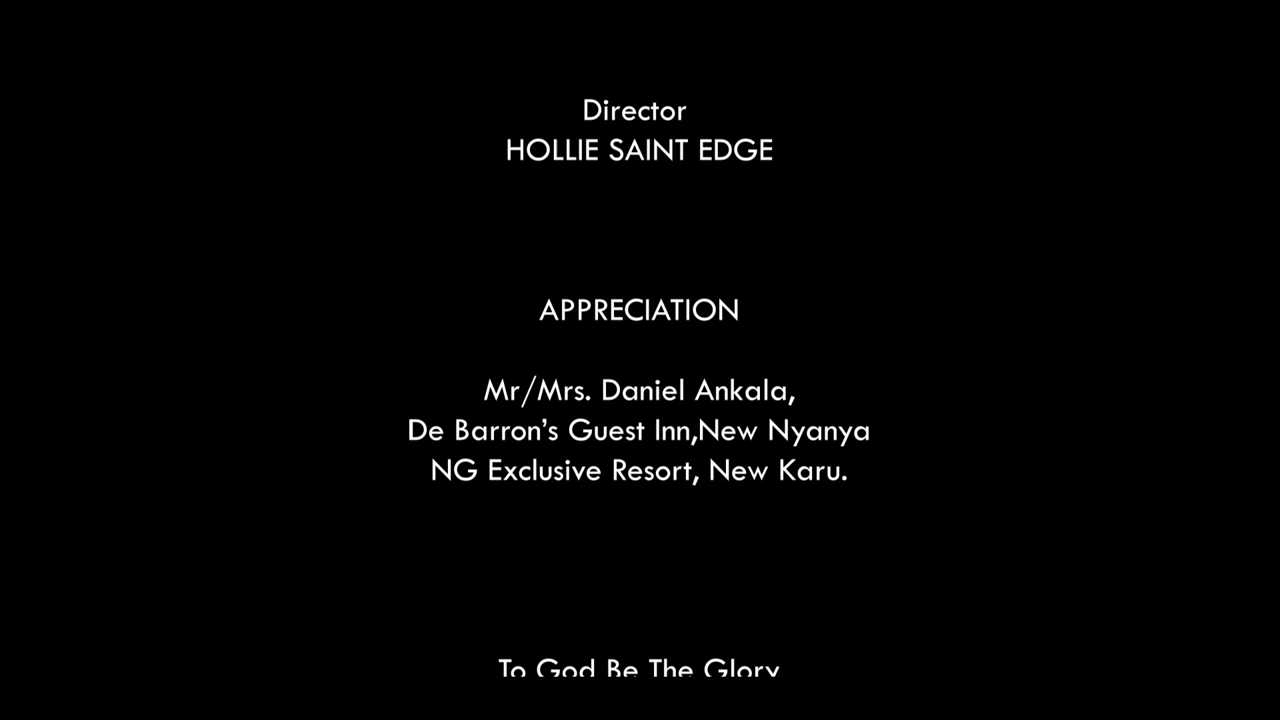 Director
HOLLIE SAINT EDGE
APPRECIATION
Mr/Mrs. Daniel Ankala,
De Barron's Guest Inn,New Nyanya
NG Exclusive Resort, New Karu.
To God Be The Glory